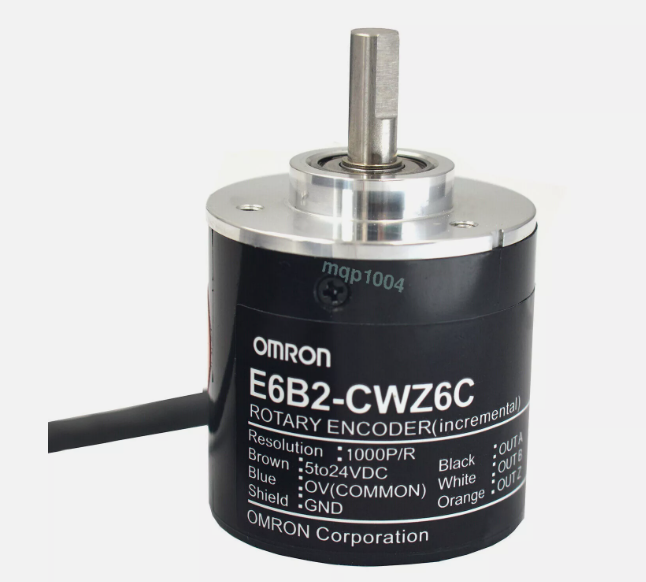 mqp1004
OMRON
E6B2-CWZ6C
ROTARY ENCODER(incremental)
Resolution :1000P/R
Brown :5to24VDC
Blue :OV(COMMON)
Shield :GND
Black :OUT A
White :OUT B
Orange :OUT Z
OMRON Corporation